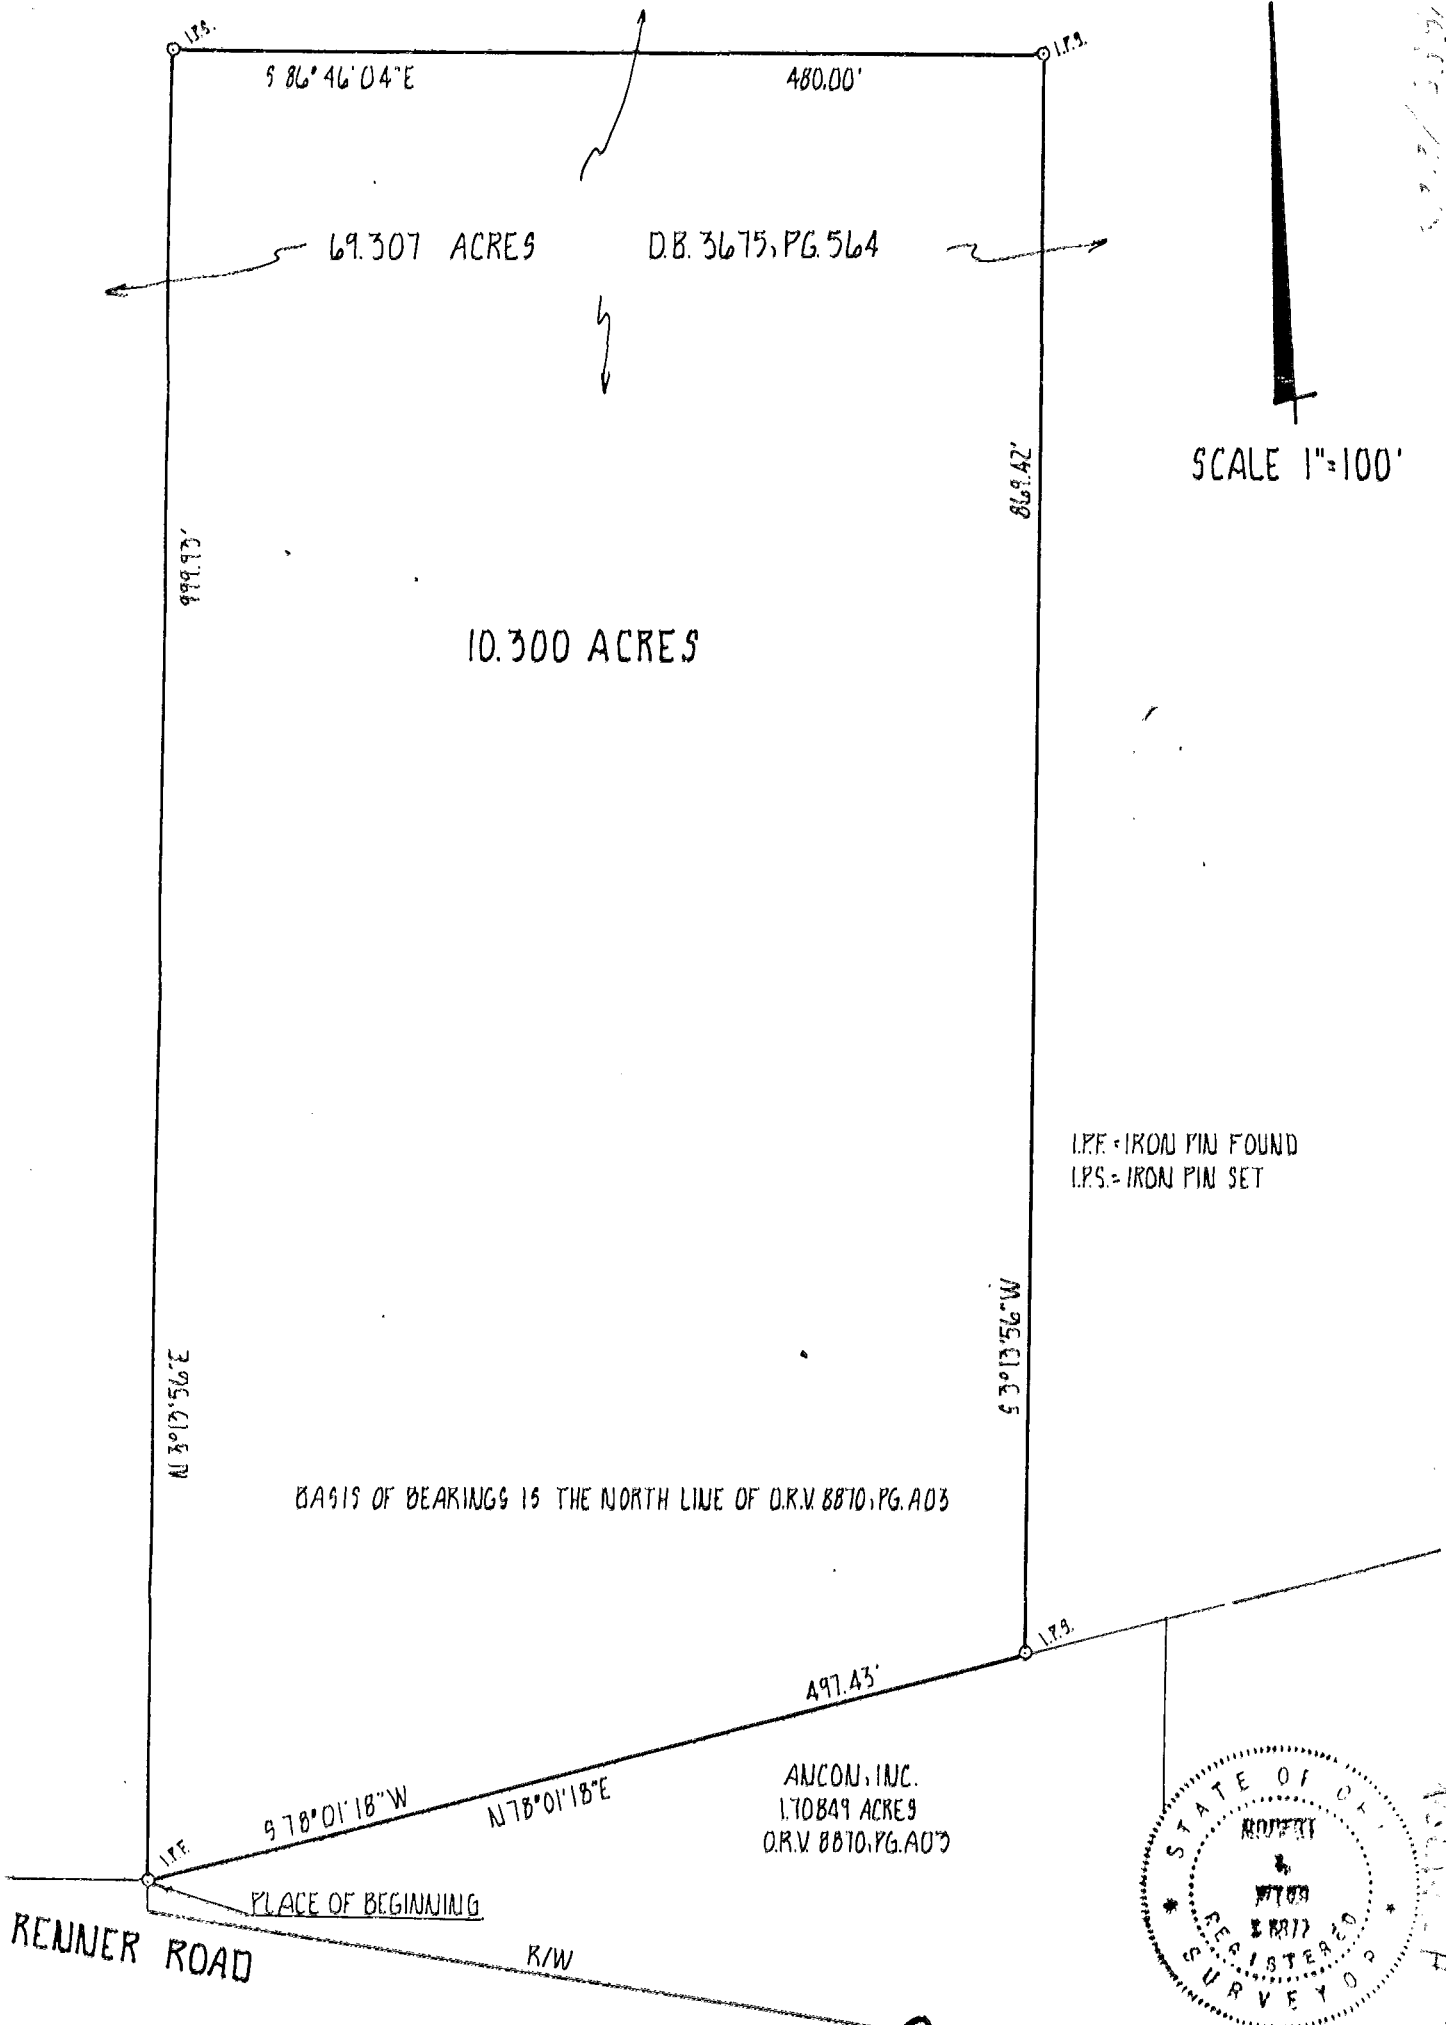 I.P.S.
I.P.S.
S 86°46'04"E 480.00'
69.307 ACRES D.B. 3675, PG. 564
SCALE 1"=100'
869.42'
999.93'
10.300 ACRES
I.P.F. = IRON PIN FOUND
I.P.S. = IRON PIN SET
S 3°13'56"W
N 3°13'56"E
BASIS OF BEARINGS IS THE NORTH LINE OF O.R.V. 8870, PG. A03
I.P.S.
497.43'
S 78°01'18"W
N 78°01'18"E
ANCON, INC.
1.70849 ACRES
O.R.V. 8870, PG. A03
I.P.F.
PLACE OF BEGINNING
RENNER ROAD
R/W
STATE OF
REGISTERED
SURVEYOR